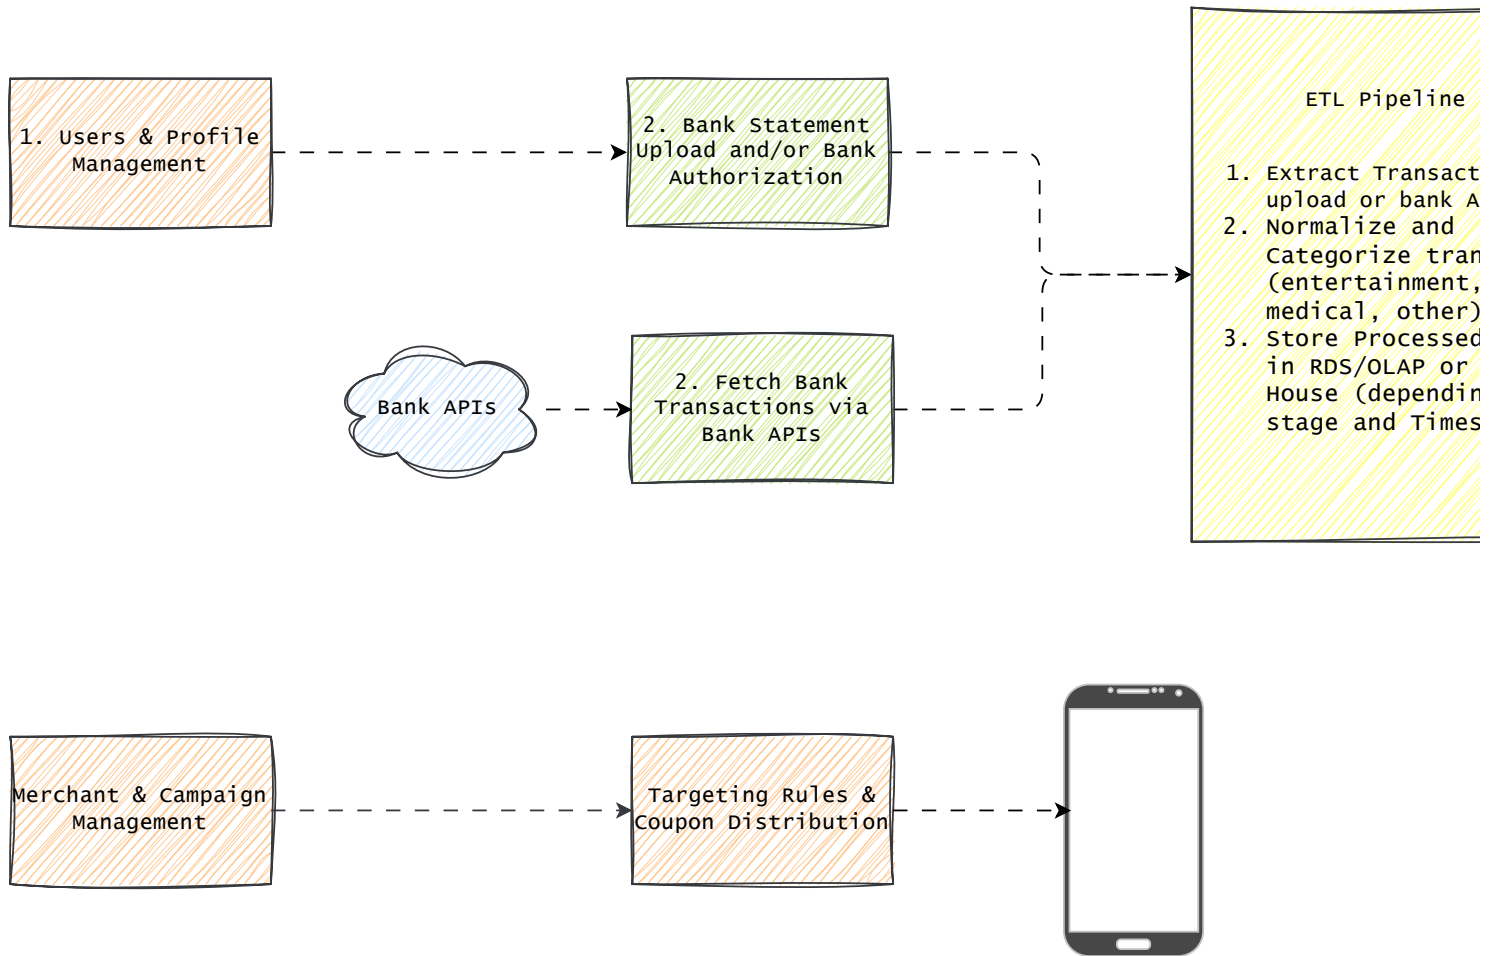 1. Users & Profile
Management
2. Bank Statement
Upload and/or Bank
Authorization
ETL Pipeline
1. Extract Transact
upload or bank A
2. Normalize and
Categorize tran
(entertainment,
medical, other)
3. Store Processed
in RDS/OLAP or
House (dependin
stage and Times
Bank APIs
2. Fetch Bank
Transactions via
Bank APIs
Merchant & Campaign
Management
Targeting Rules &
Coupon Distribution